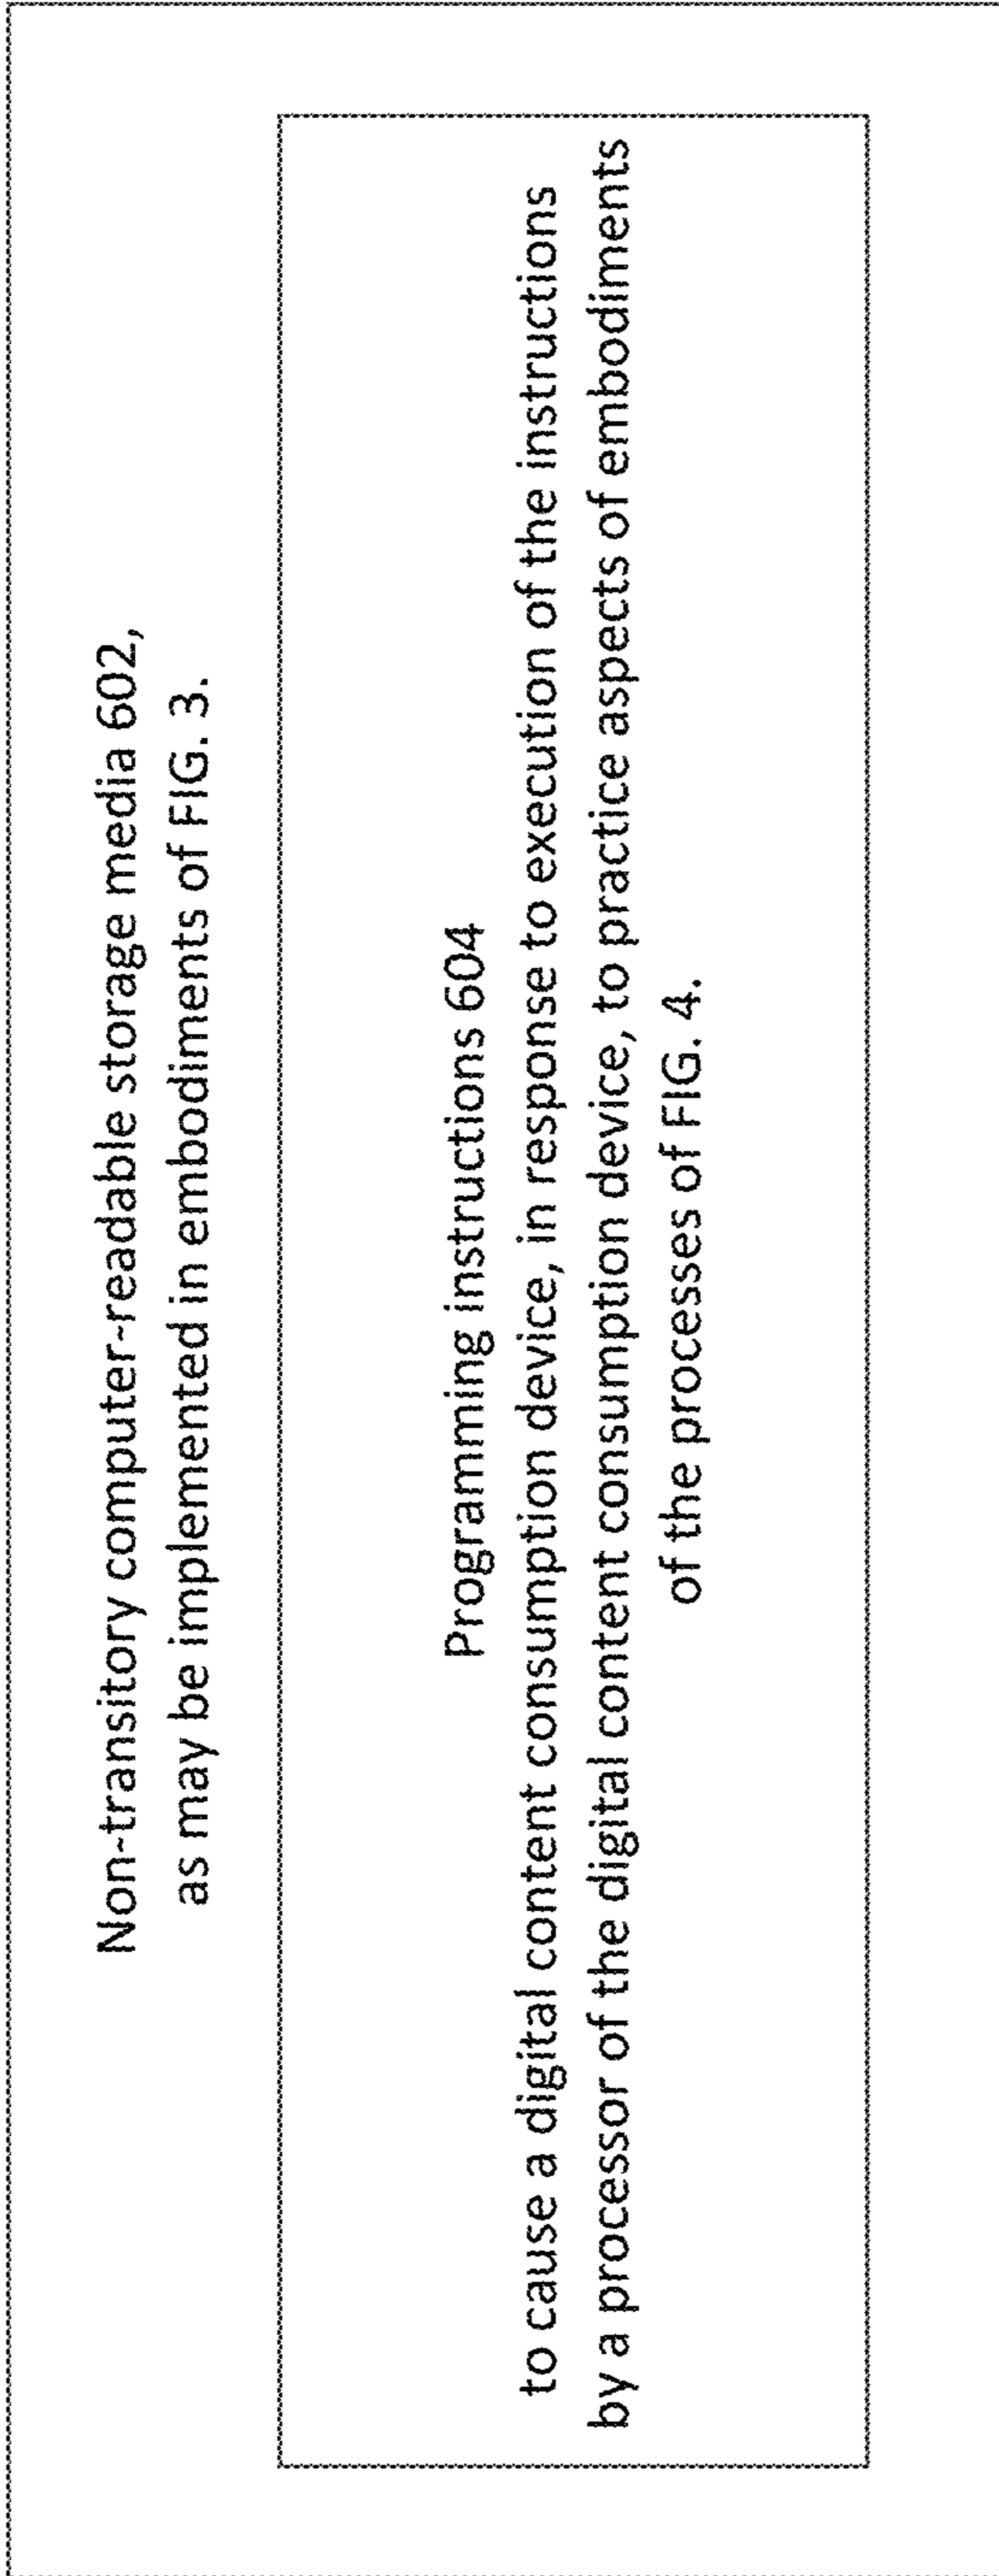 Non-transitory computer-readable storage media 602,
as may be implemented in embodiments of FIG. 3.
Programming instructions 604
to cause a digital content consumption device, in response to execution of the instructions
by a processor of the digital content consumption device, to practice aspects of embodiments
of the processes of FIG. 4.